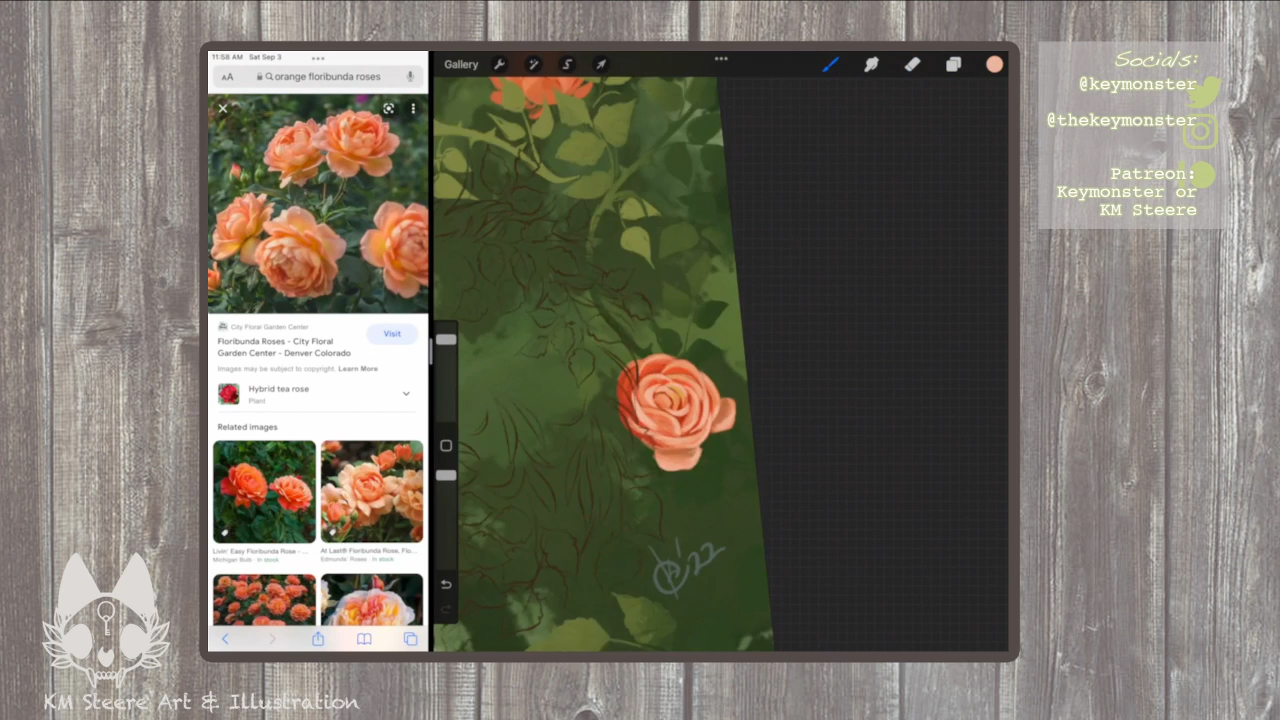 11:58 AM Sat Sep 3
AA orange floribunda roses
City Floral Garden Center
Floribunda Roses - City Floral
Garden Center - Denver Colorado
Visit
Images may be subject to copyright. Learn More
Hybrid tea rose
Plant
Related images
Livin' Easy Floribunda Rose - ...
Michigan Bulb · In stock
At Last® Floribunda Rose, Flo...
Edmunds' Roses · In stock
Gallery
'22
Socials:
@keymonster
@thekeymonster
Patreon:
Keymonster or
KM Steere
KM Steere Art & Illustration